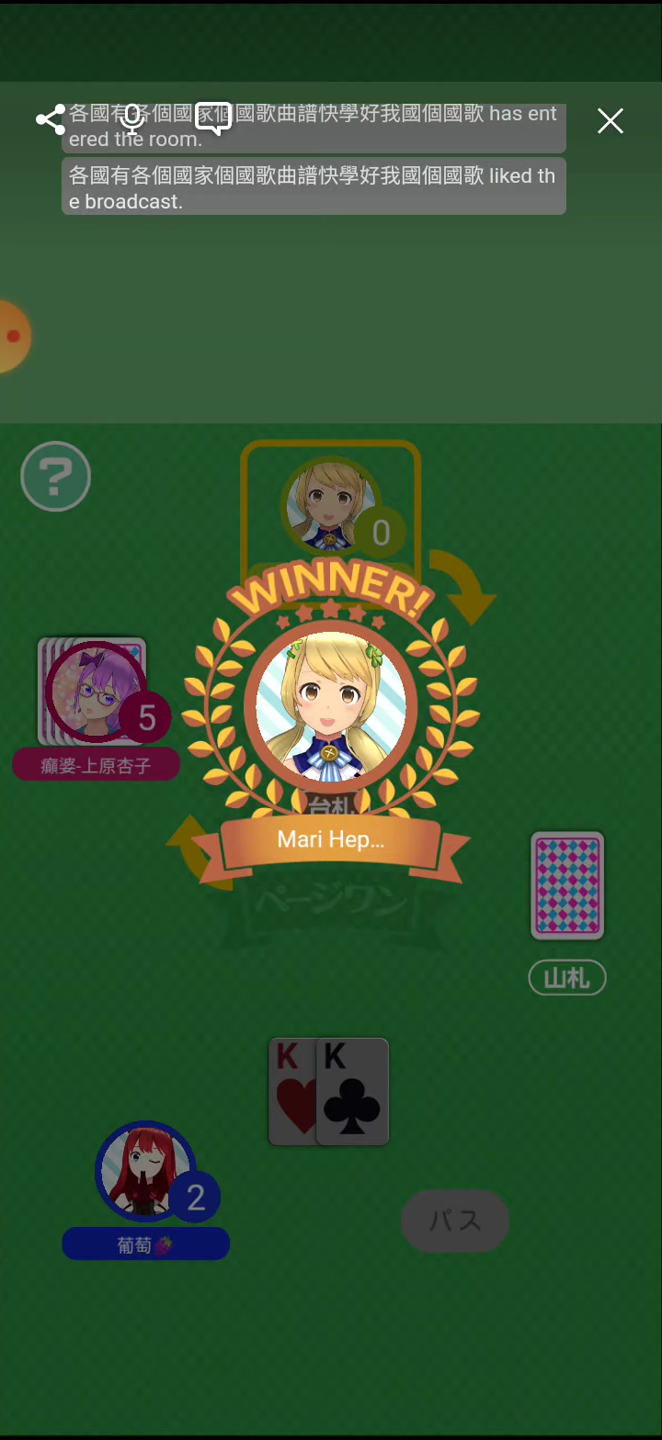 各國有各個國家個國歌曲譜快學好我國個國歌 has ent
ered the room.
各國有各個國家個國歌曲譜快學好我國個國歌 liked th
e broadcast.
?
0
WINNER!
5
癲婆-上原杏子
台札
Mari Hep...
ページワン
山札
K K
2
葡萄🍇
パス